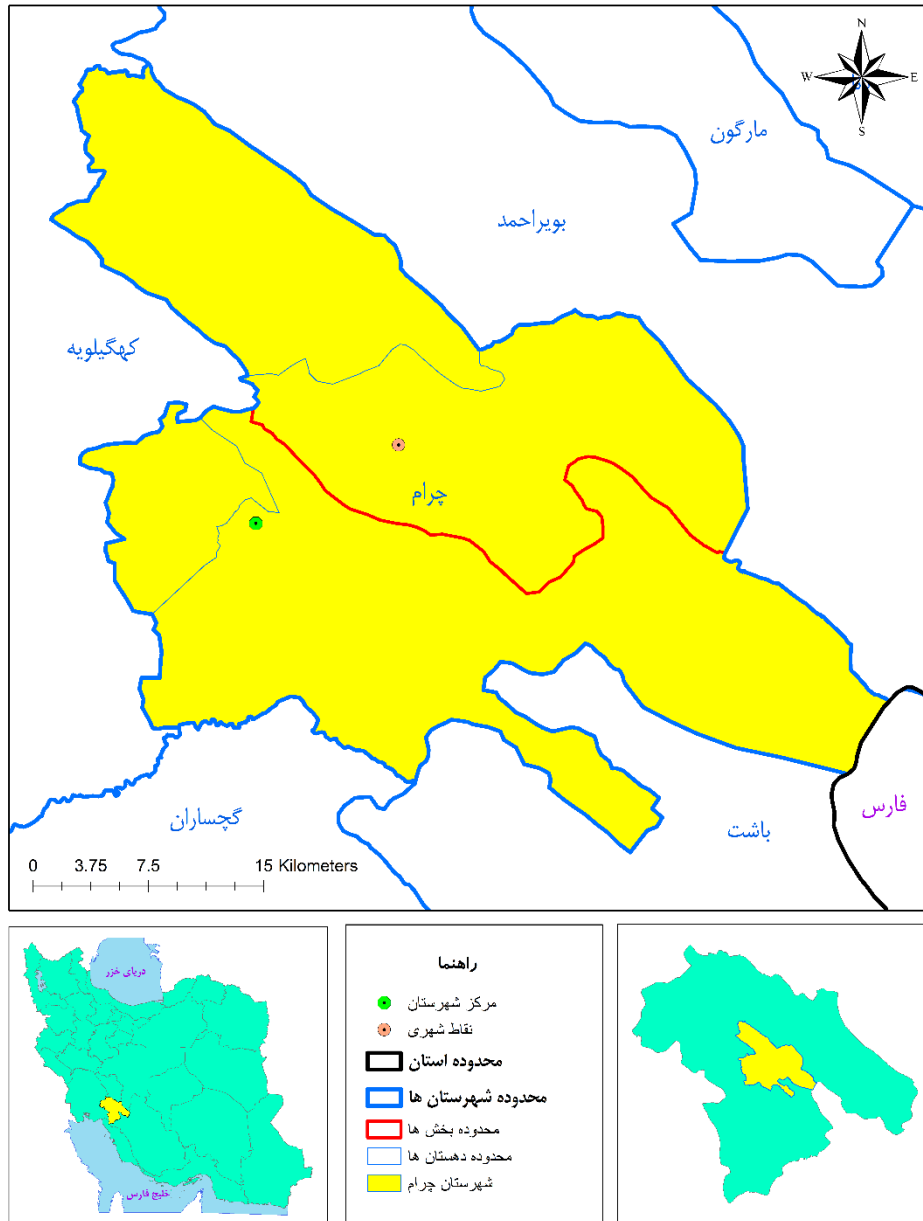 N
W
E
S
مارگون
بویراحمد
کهگیلویه
چرام
گچساران
باشت
فارس
0 3.75 7.5 15 Kilometers
دریای خزر
خلیج فارس
راهنما
مرکز شهرستان
نقاط شهری
محدوده استان
محدوده شهرستان ها
محدوده بخش ها
محدوده دهستان ها
شهرستان چرام